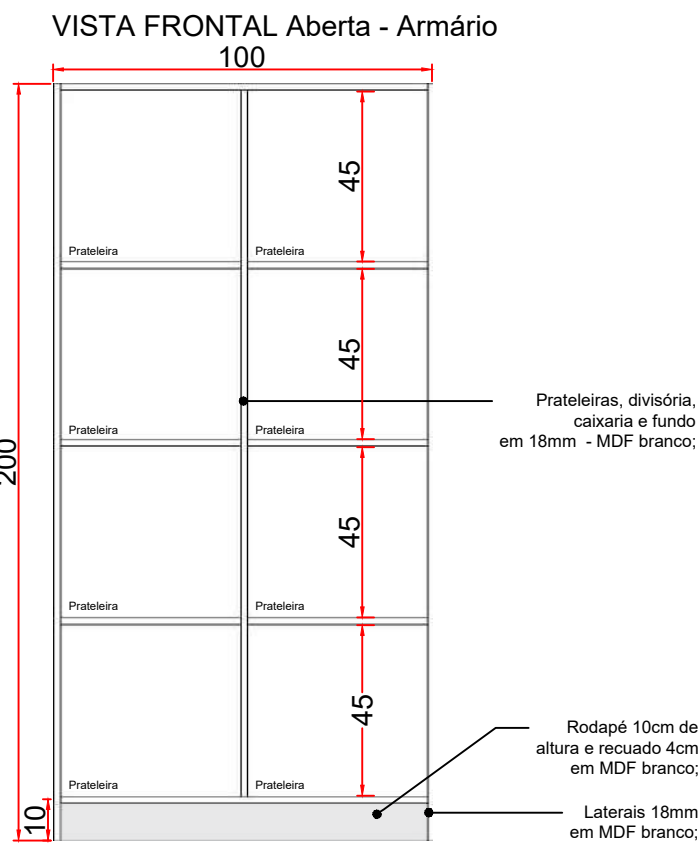 VISTA FRONTAL Aberta - Armário
100
45
Prateleira
Prateleira
45
Prateleiras, divisória,
caixaria e fundo
em 18mm  - MDF branco;
Prateleira
Prateleira
200
45
Prateleira
Prateleira
45
Rodapé 10cm de
altura e recuado 4cm
em MDF branco;
Prateleira
Prateleira
10
Laterais 18mm
em MDF branco;